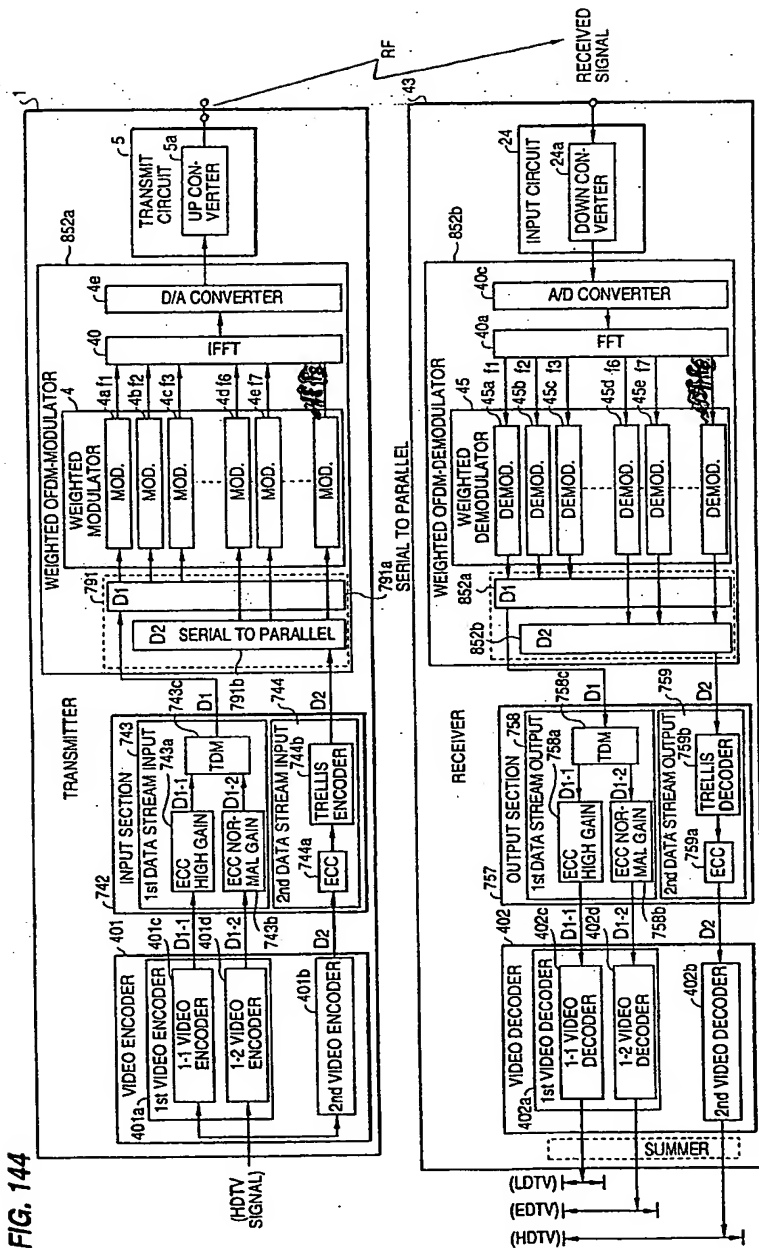 FIG. 144
TRANSMITTER
1
(HDTV SIGNAL)
401
VIDEO ENCODER
401a
1st VIDEO ENCODER
401c
1-1 VIDEO ENCODER
401d
1-2 VIDEO ENCODER
401b
2nd VIDEO ENCODER
D1-1
D1-2
D2
742
INPUT SECTION
743
1st DATA STREAM INPUT
743a
ECC HIGH GAIN
D1-1
ECC NOR-
MAL GAIN
D1-2
743b
743c
TDM
744
2nd DATA STREAM INPUT
744a
ECC
744b
TRELLIS ENCODER
D1
D2
852a
WEIGHTED OFDM-MODULATOR
791
D1
D2
SERIAL TO PARALLEL
791b
791a
SERIAL TO PARALLEL
4
WEIGHTED MODULATOR
MOD.
4a
f1
MOD.
4b
f2
MOD.
4c
f3
MOD.
4d
f6
MOD.
4e
f7
MOD.
40
IFFT
4e
D/A CONVERTER
5
TRANSMIT CIRCUIT
5a
UP CON-
VERTER
RF
RECEIVED SIGNAL
RECEIVER
43
24
INPUT CIRCUIT
24a
DOWN CON-
VERTER
852b
WEIGHTED OFDM-DEMODULATOR
40c
A/D CONVERTER
40a
FFT
45
WEIGHTED DEMODULATOR
DEMOD.
45a
f1
DEMOD.
45b
f2
DEMOD.
45c
f3
DEMOD.
45d
f6
DEMOD.
45e
f7
DEMOD.
852a
D1
852b
D2
D1
D2
757
OUTPUT SECTION
758
1st DATA STREAM OUTPUT
758a
ECC HIGH GAIN
D1-1
ECC NOR-
MAL GAIN
D1-2
758b
758c
TDM
759
2nd DATA STREAM OUTPUT
759a
ECC
759b
TRELLIS DECODER
D1-1
D1-2
D2
402
VIDEO DECODER
402a
1st VIDEO DECODER
402c
1-1 VIDEO DECODER
402d
1-2 VIDEO DECODER
402b
2nd VIDEO DECODER
SUMMER
(LDTV)
(EDTV)
(HDTV)